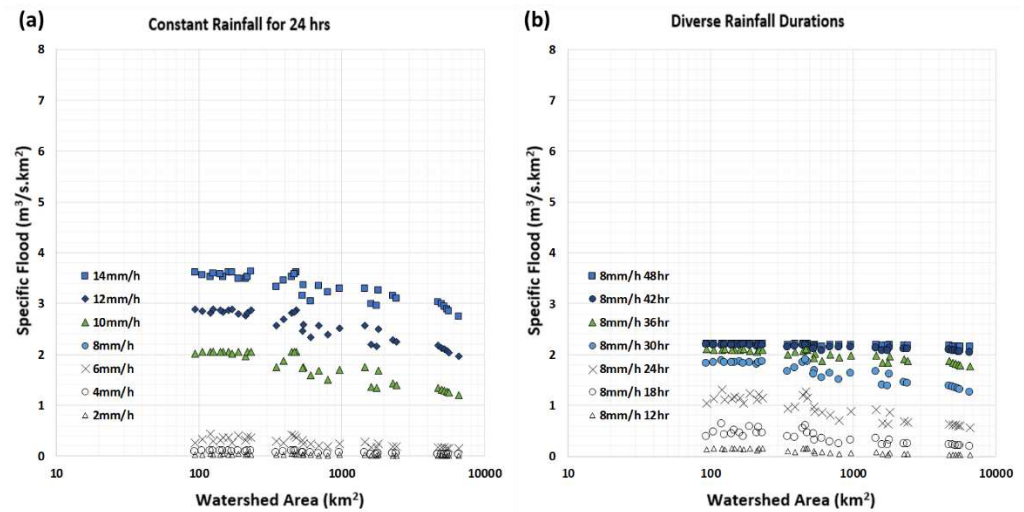 (a)
Constant Rainfall for 24 hrs
8
7
6
5
4
3
2
1
0
Specific Flood (m³/s.km²)
14mm/h
12mm/h
10mm/h
8mm/h
6mm/h
4mm/h
2mm/h
10
100
1000
10000
Watershed Area (km²)
(b)
Diverse Rainfall Durations
8
7
6
5
4
3
2
1
0
Specific Flood (m³/s.km²)
8mm/h 48hr
8mm/h 42hr
8mm/h 36hr
8mm/h 30hr
8mm/h 24hr
8mm/h 18hr
8mm/h 12hr
10
100
1000
10000
Watershed Area (km²)